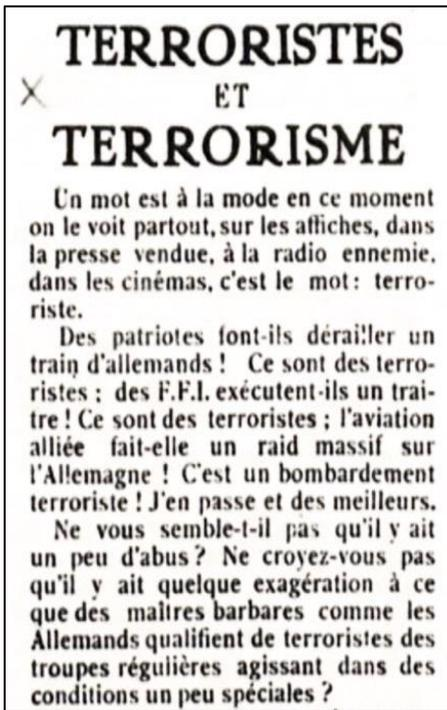 TERRORISTES
ET
TERRORISME
Un mot est à la mode en ce moment
on le voit partout, sur les affiches, dans
la presse vendue, à la radio ennemie,
dans les cinémas, c'est le mot : terro-
riste.
Des patriotes font-ils dérailler un
train d'allemands ! Ce sont des terro-
ristes ; des F.F.I. exécutent-ils un traî-
tre ! Ce sont des terroristes ; l'aviation
alliée fait-elle un raid massif sur
l'Allemagne ! C'est un bombardement
terroriste ! J'en passe et des meilleurs.
Ne vous semble-t-il pas qu'il y ait
un peu d'abus ? Ne croyez-vous pas
qu'il y ait quelque exagération à ce
que des maîtres barbares comme les
Allemands qualifient de terroristes des
troupes régulières agissant dans des
conditions un peu spéciales ?